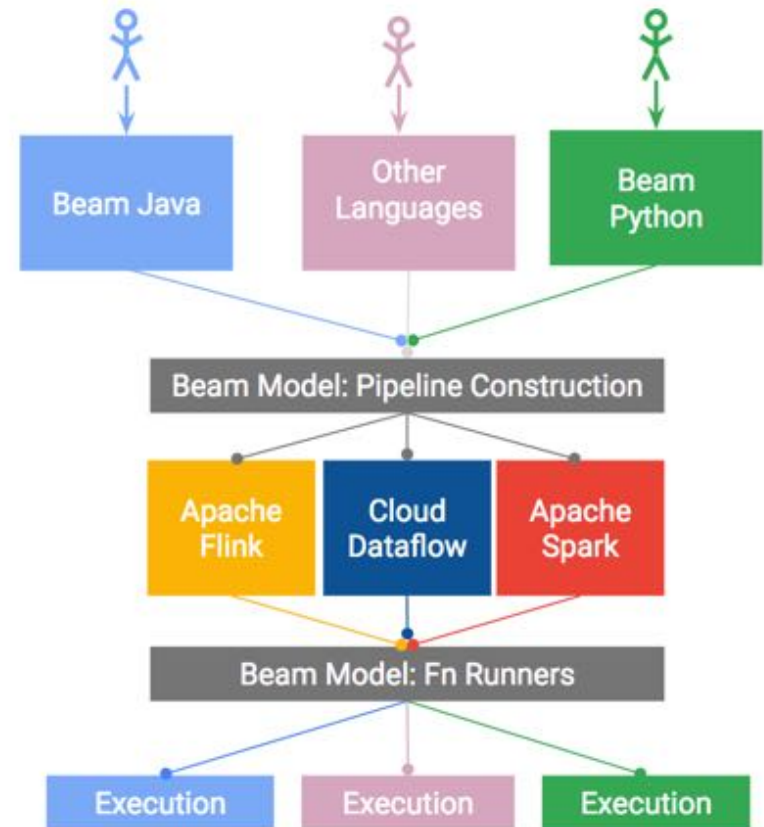 Beam Java
Other
Languages
Beam
Python
Beam Model: Pipeline Construction
Apache
Flink
Cloud
Dataflow
Apache
Spark
Beam Model: Fn Runners
Execution
Execution
Execution